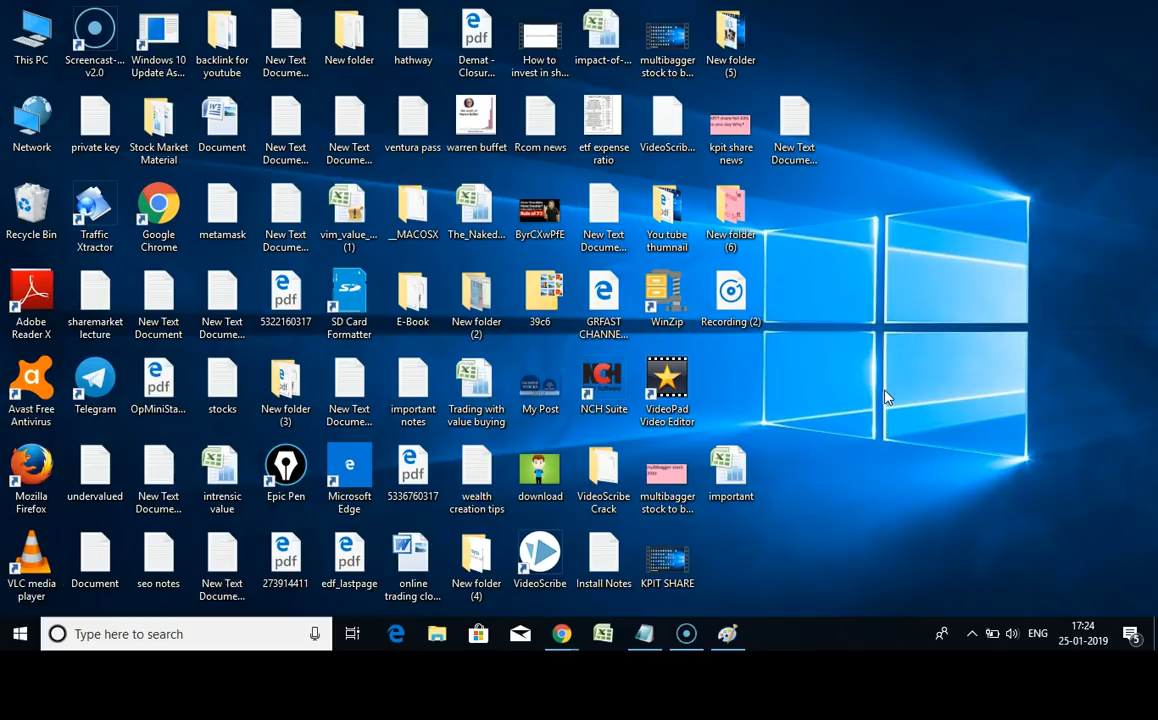 This PC
Screencast-...
v2.0
Windows 10
Update As...
backlink for
youtube
New Text
Docume...
New folder
hathway
Demat -
Closur...
How to
invest in sh...
impact-of-...
multibagger
stock to b...
New folder
(5)
Network
private key
Stock Market
Material
Document
New Text
Docume...
New Text
Docume...
ventura pass
warren buffet
Rcom news
etf expense
ratio
VideoScrib...
kpit share
news
New Text
Docume...
Recycle Bin
Traffic
Xtractor
Google
Chrome
metamask
New Text
Docume...
vim_value_...
(1)
__MACOSX
The_Naked...
ByrCXwPfE
New Text
Docume...
You tube
thumnail
New folder
(6)
Adobe
Reader X
sharemarket
lecture
New Text
Document
New Text
Docume...
pdf
5322160317
SD Card
Formatter
E-Book
New folder
(2)
39c6
GRFAST
CHANNE...
WinZip
Recording (2)
Avast Free
Antivirus
Telegram
OpMiniSta...
stocks
New folder
(3)
New Text
Docume...
important
notes
Trading with
value buying
My Post
NCH Suite
VideoPad
Video Editor
Mozilla
Firefox
undervalued
New Text
Docume...
intrensic
value
Epic Pen
Microsoft
Edge
5336760317
wealth
creation tips
download
VideoScribe
Crack
multibagger
stock to b...
important
VLC media
player
Document
seo notes
New Text
Docume...
273914411
edf_lastpage
online
trading clo...
New folder
(4)
VideoScribe
Install Notes
KPIT SHARE
Type here to search
ENG
17:24
25-01-2019
5